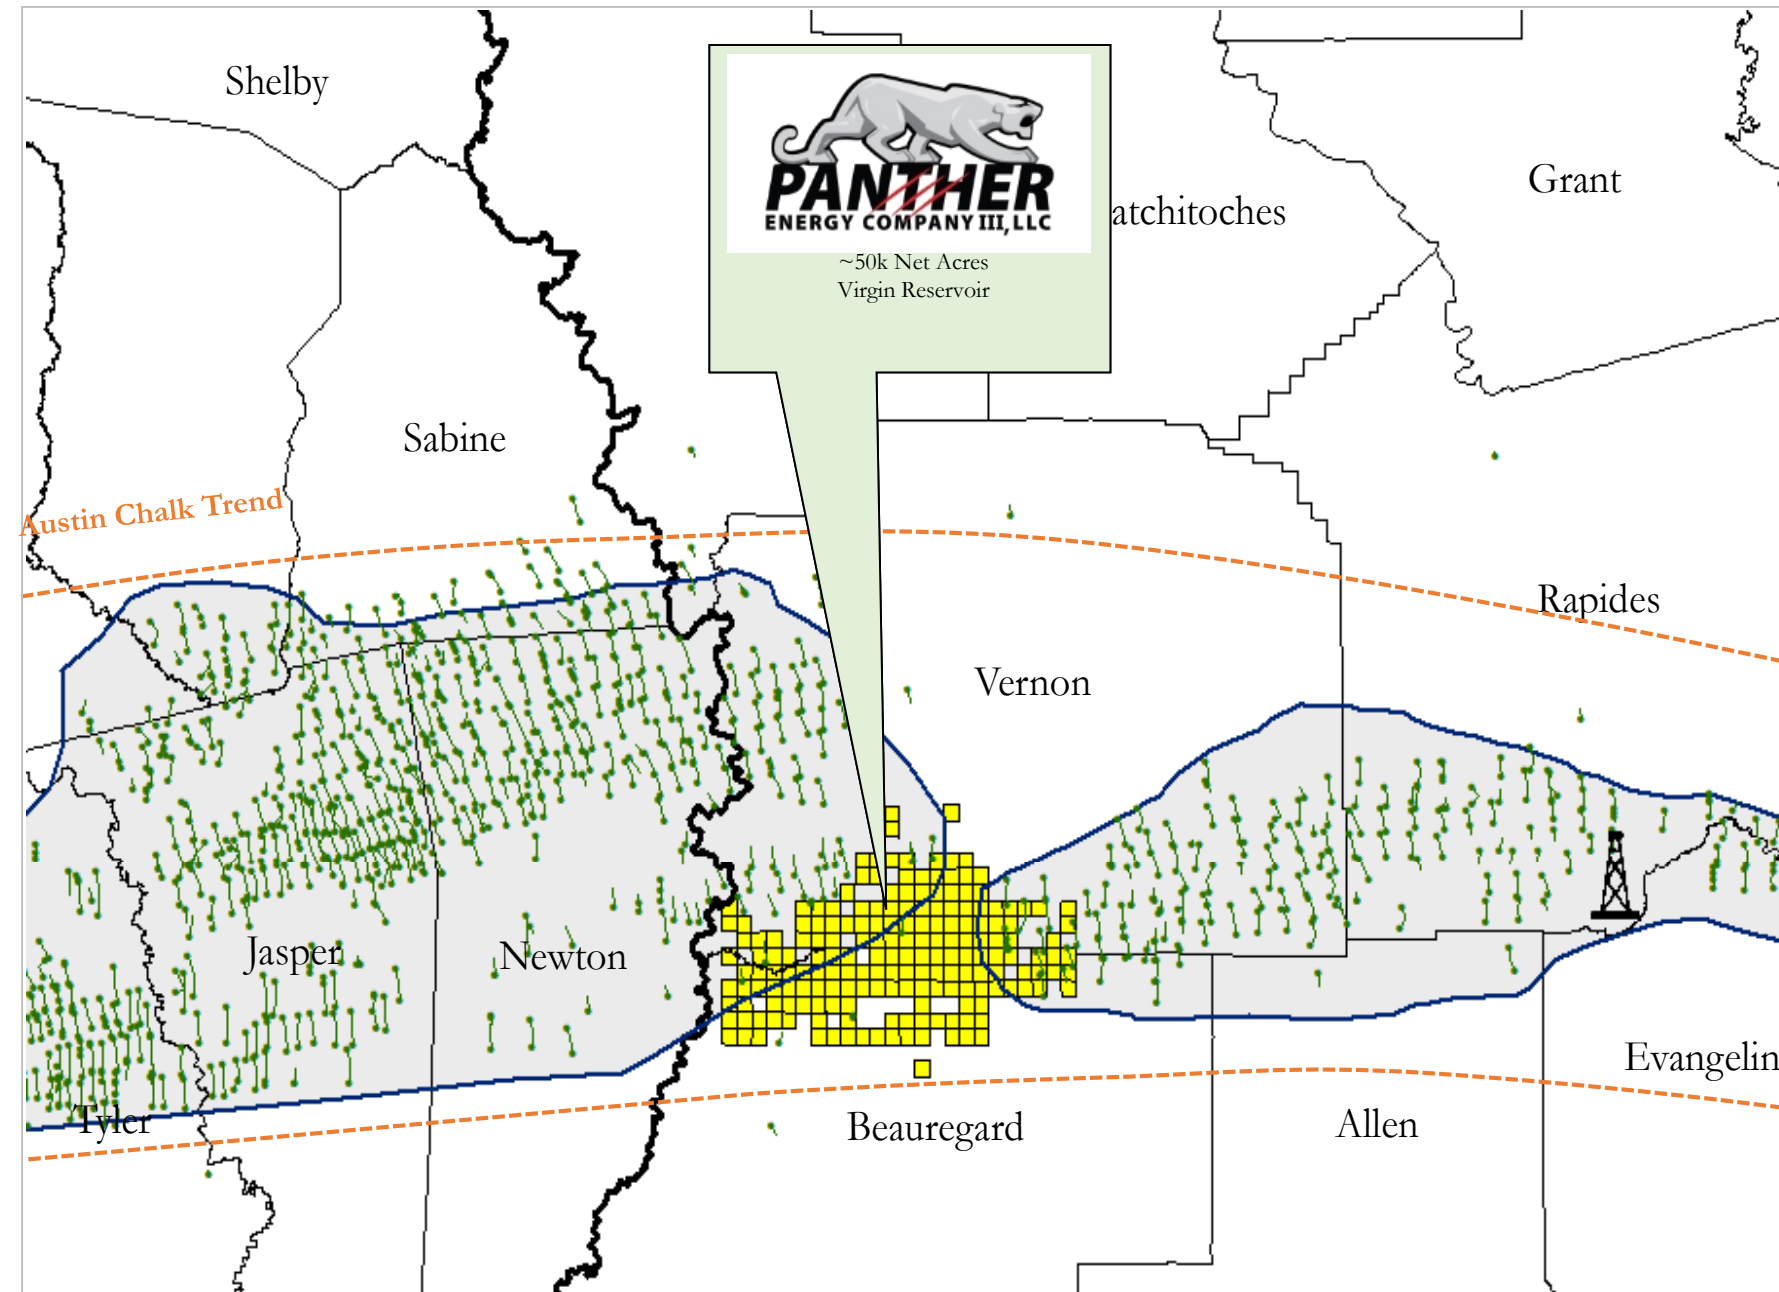 Shelby
PANTHER
ENERGY COMPANY III, LLC
~50k Net Acres
Virgin Reservoir
atchitoches
Grant
Sabine
Austin Chalk Trend
Rapides
Vernon
Jasper
Newton
Evangelin
Tyler
Beauregard
Allen